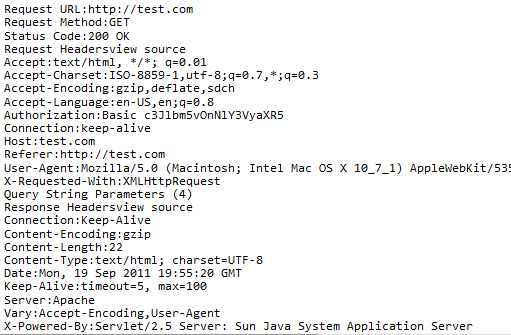 Request URL:http://test.com
Request Method:GET
Status Code:200 OK
Request Headersview source
Accept:text/html, */*; q=0.01
Accept-Charset:ISO-8859-1,utf-8;q=0.7,*;q=0.3
Accept-Encoding:gzip,deflate,sdch
Accept-Language:en-US,en;q=0.8
Authorization:Basic c3Jlbm5vOnNlY3VyaXR5
Connection:keep-alive
Host:test.com
Referer:http://test.com
User-Agent:Mozilla/5.0 (Macintosh; Intel Mac OS X 10_7_1) AppleWebKit/535
X-Requested-With:XMLHttpRequest
Query String Parameters (4)
Response Headersview source
Connection:Keep-Alive
Content-Encoding:gzip
Content-Length:22
Content-Type:text/html; charset=UTF-8
Date:Mon, 19 Sep 2011 19:55:20 GMT
Keep-Alive:timeout=5, max=100
Server:Apache
Vary:Accept-Encoding,User-Agent
X-Powered-By:Servlet/2.5 Server: Sun Java System Application Server